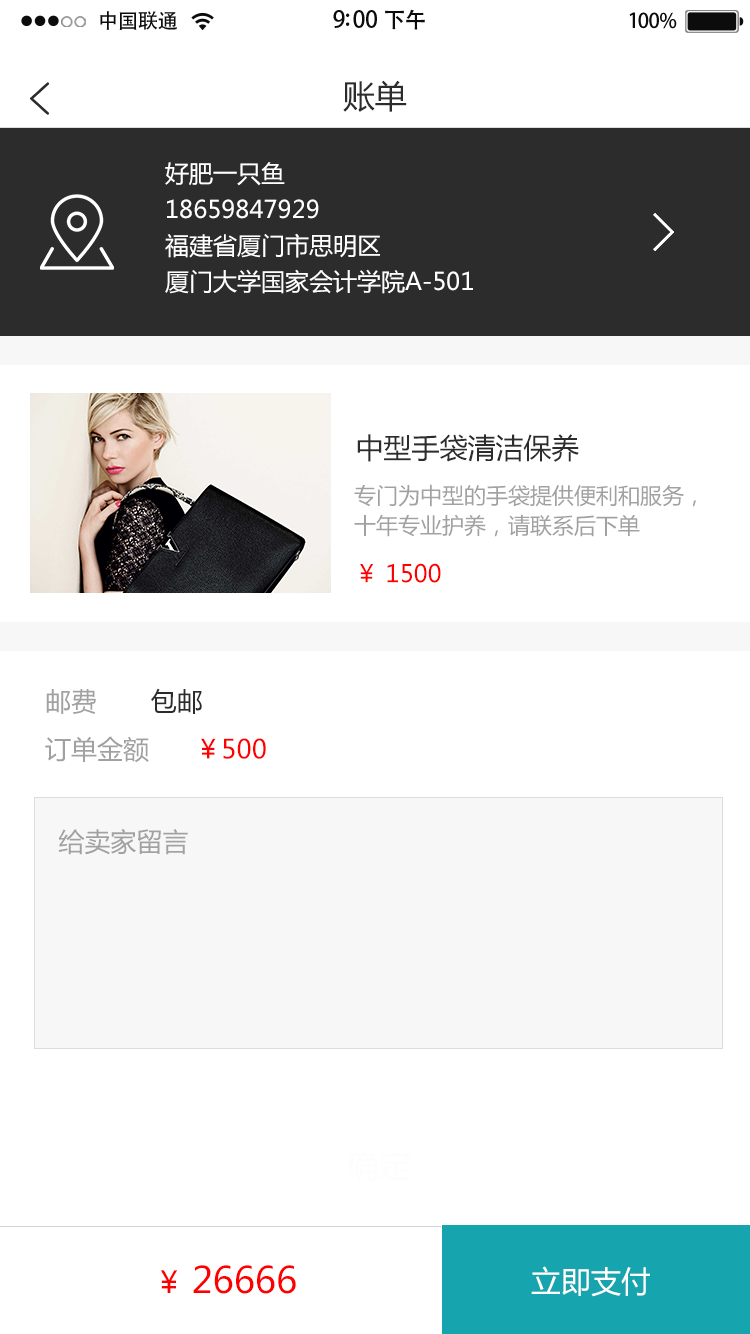 中国联通
9:00 下午
100%
账单
好肥一只鱼
18659847929
福建省厦门市思明区
厦门大学国家会计学院A-501
中型手袋清洁保养
专门为中型的手袋提供便利和服务，
十年专业护养，请联系后下单
¥ 1500
邮费 包邮
订单金额 ¥ 500
给卖家留言
¥ 26666
立即支付